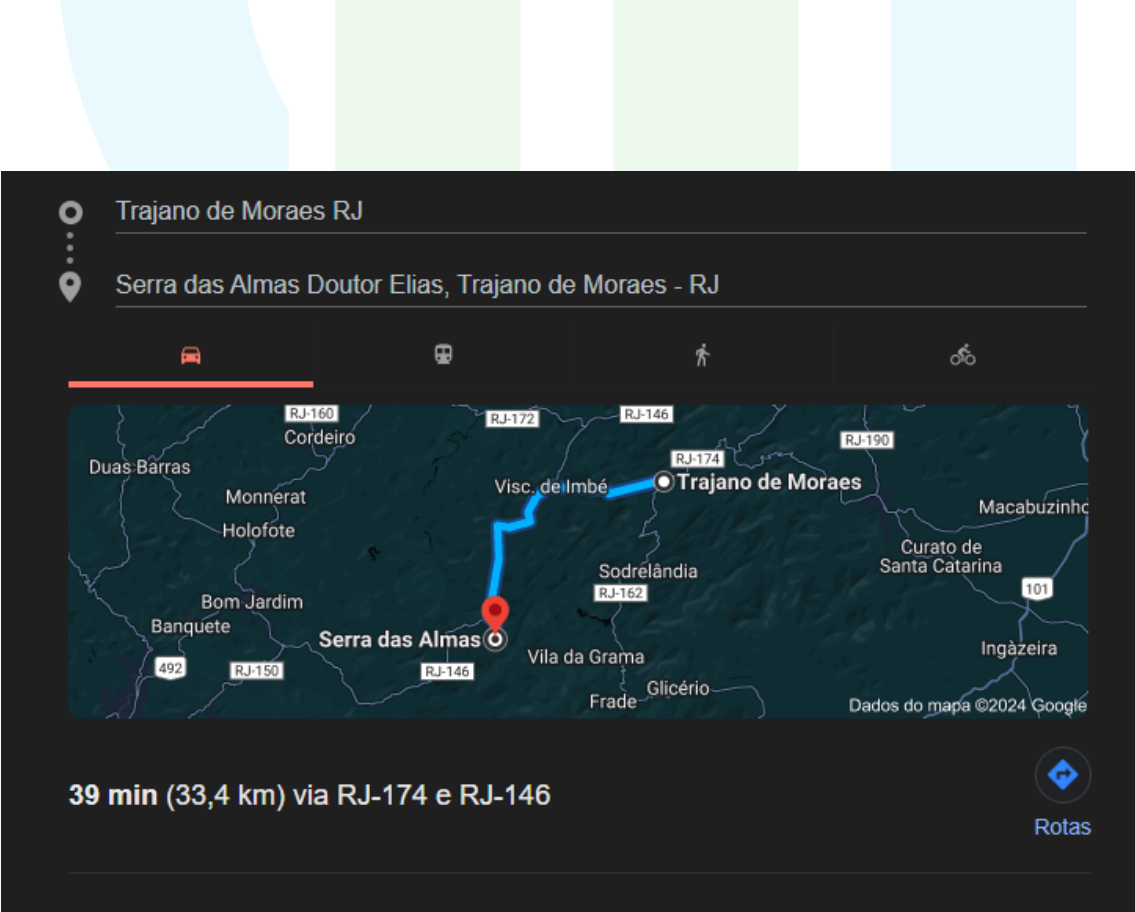 Trajano de Moraes RJ
Serra das Almas Doutor Elias, Trajano de Moraes - RJ
RJ-160
RJ-172
RJ-146
Cordeiro
RJ-190
RJ-174
Duas Barras
Visc. de Imbé
Trajano de Moraes
Monnerat
Macabuzinho
Holofote
Curato de
Santa Catarina
Sodrelândia
101
RJ-162
Bom Jardim
Banquete
Serra das Almas
Ingàzeira
Vila da Grama
492
RJ-150
RJ-146
Glicério
Frade
Dados do mapa ©2024 Google
39 min (33,4 km) via RJ-174 e RJ-146
Rotas